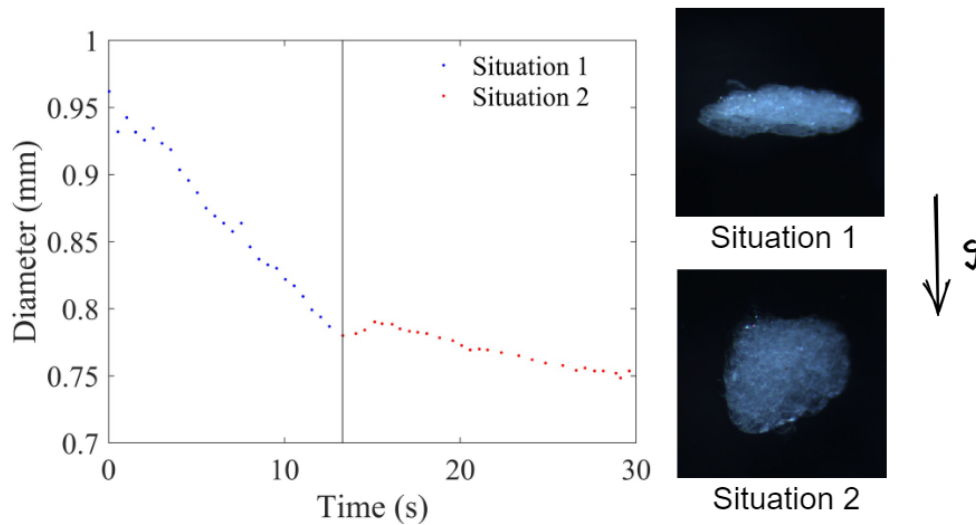 1
0.95
0.9
0.85
0.8
0.75
0.7
Diameter (mm)
0
10
20
30
Time (s)
Situation 1
Situation 2
Situation 1
g
Situation 2